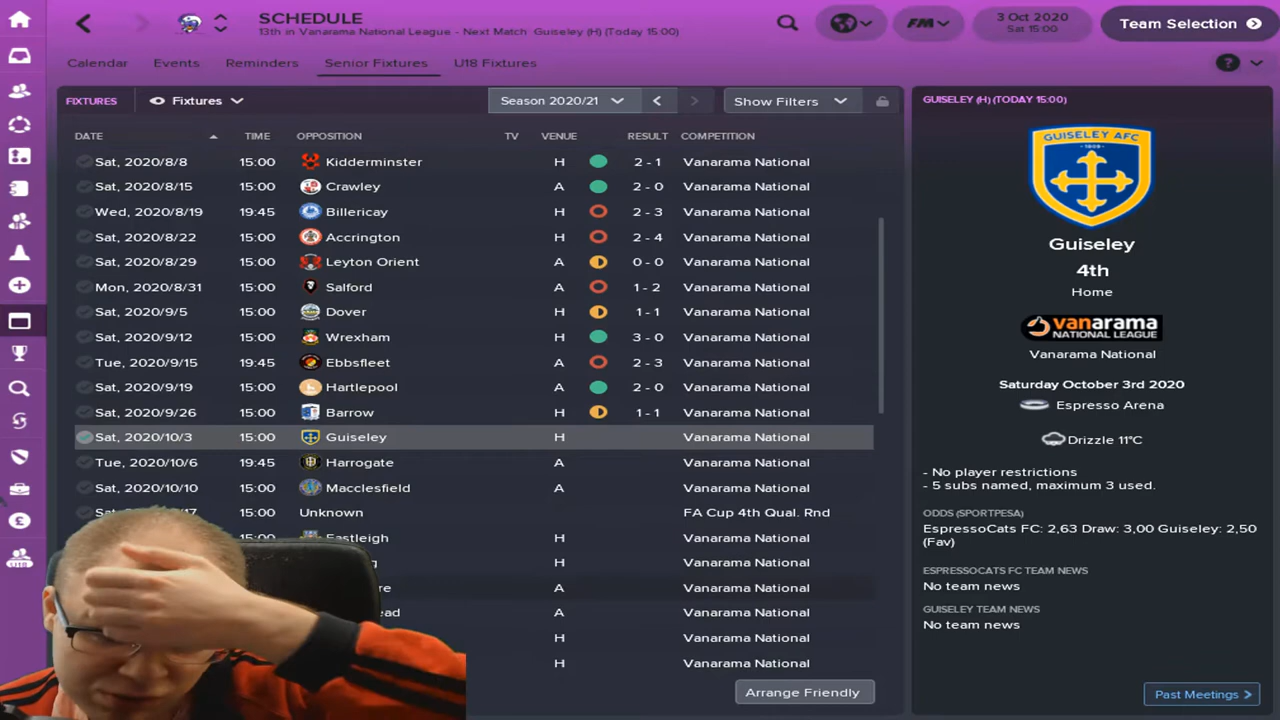 SCHEDULE
13th in Vanarama National League - Next Match Guiseley (H) (Today 15:00)
FM
3 Oct 2020
Sat 15:00
Team Selection
Calendar Events Reminders Senior Fixtures U18 Fixtures
?
FIXTURES Fixtures Season 2020/21 Show Filters
DATE TIME OPPOSITION TV VENUE RESULT COMPETITION
Sat, 2020/8/8 15:00 Kidderminster H 2 - 1 Vanarama National
Sat, 2020/8/15 15:00 Crawley A 2 - 0 Vanarama National
Wed, 2020/8/19 19:45 Billericay H 2 - 3 Vanarama National
Sat, 2020/8/22 15:00 Accrington H 2 - 4 Vanarama National
Sat, 2020/8/29 15:00 Leyton Orient A 0 - 0 Vanarama National
Mon, 2020/8/31 15:00 Salford A 1 - 2 Vanarama National
Sat, 2020/9/5 15:00 Dover H 1 - 1 Vanarama National
Sat, 2020/9/12 15:00 Wrexham H 3 - 0 Vanarama National
Tue, 2020/9/15 19:45 Ebbsfleet A 2 - 3 Vanarama National
Sat, 2020/9/19 15:00 Hartlepool A 2 - 0 Vanarama National
Sat, 2020/9/26 15:00 Barrow H 1 - 1 Vanarama National
Sat, 2020/10/3 15:00 Guiseley H Vanarama National
Tue, 2020/10/6 19:45 Harrogate A Vanarama National
Sat, 2020/10/10 15:00 Macclesfield A Vanarama National
15:00 Unknown FA Cup 4th Qual. Rnd
15:00 Eastleigh H Vanarama National
H Vanarama National
A Vanarama National
A Vanarama National
H Vanarama National
H Vanarama National
Arrange Friendly
U18
GUISELEY (H) (TODAY 15:00)
GUISELEY AFC
1909
Guiseley
4th
Home
vanarama
NATIONAL LEAGUE
Vanarama National
Saturday October 3rd 2020
Espresso Arena
Drizzle 11°C
- No player restrictions
- 5 subs named, maximum 3 used.
ODDS (SPORTPESA)
EspressoCats FC: 2,63 Draw: 3,00 Guiseley: 2,50
(Fav)
ESPRESSOCATS FC TEAM NEWS
No team news
GUISELEY TEAM NEWS
No team news
Past Meetings >